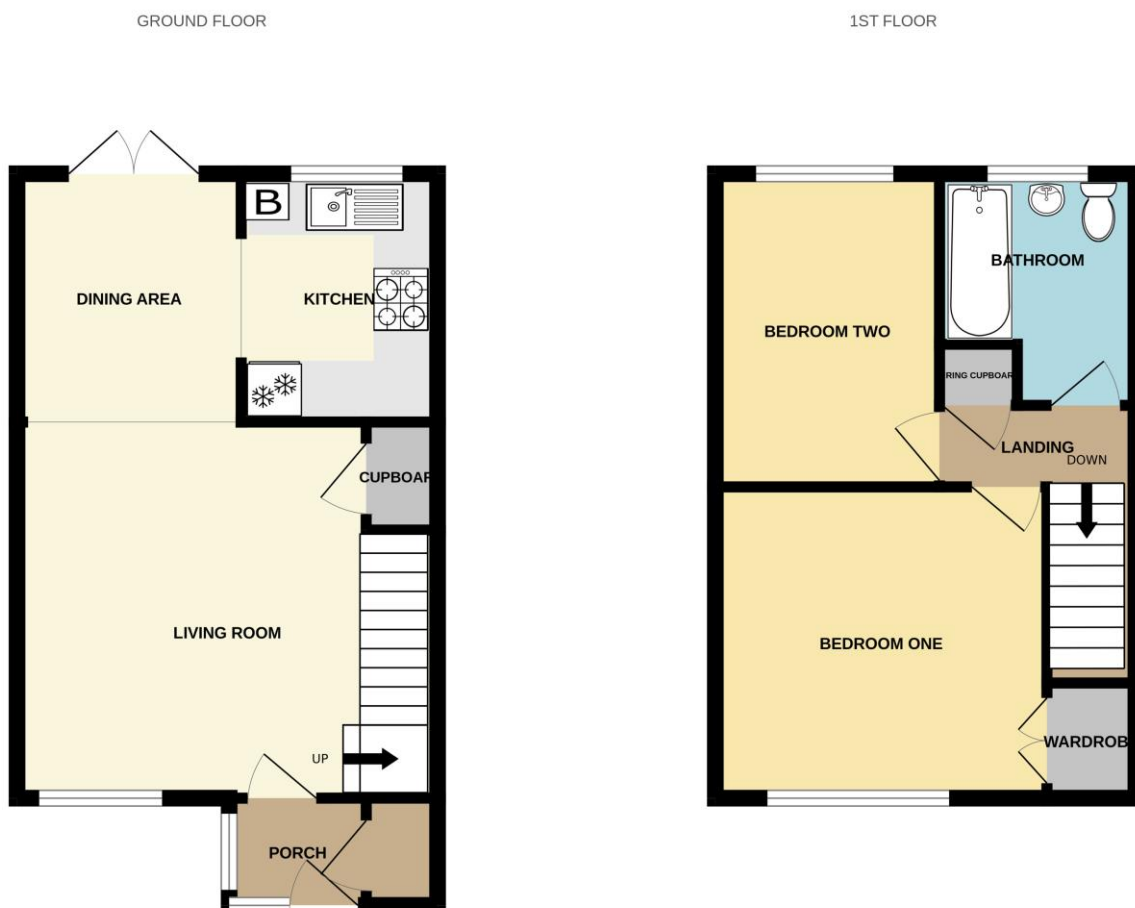 GROUND FLOOR
1ST FLOOR
B
DINING AREA
KITCHEN
CUPBOAR
LIVING ROOM
UP
PORCH
BATHROOM
BEDROOM TWO
RING CUPBOAR
LANDING
DOWN
BEDROOM ONE
WARDROB